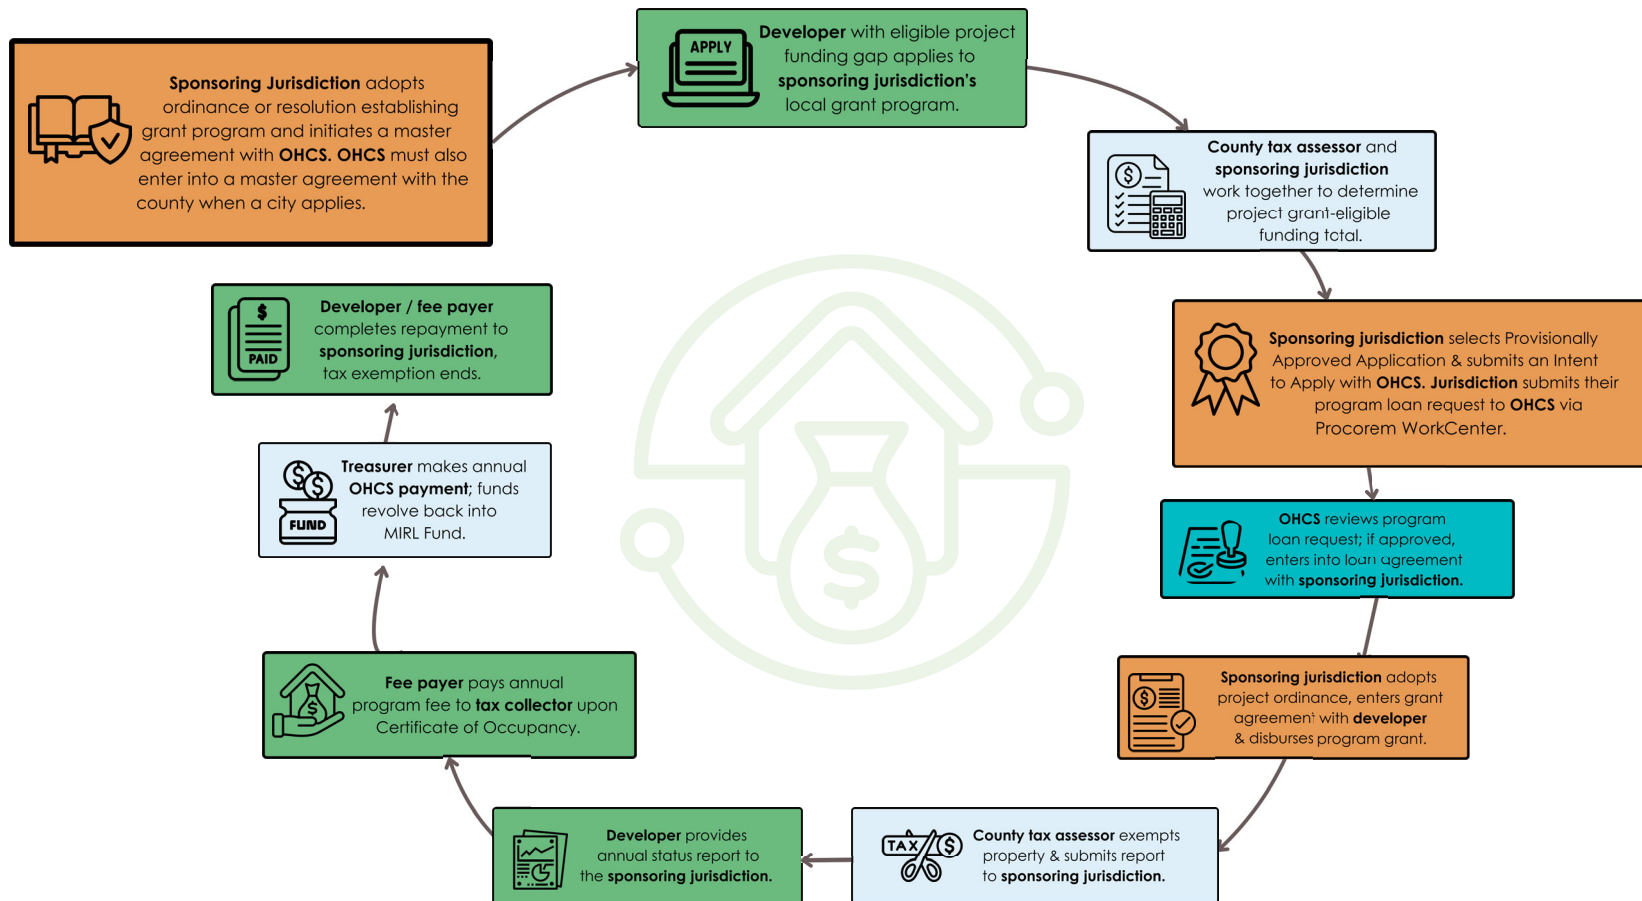 Sponsoring Jurisdiction adopts
ordinance or resolution establishing
grant program and initiates a master
agreement with OHCS. OHCS must also
enter into a master agreement with the
county when a city applies.
APPLY
Developer with eligible project
funding gap applies to
sponsoring jurisdiction's
local grant program.
$
County tax assessor and
sponsoring jurisdiction
work together to determine
project grant-eligible
funding total.
Sponsoring jurisdiction selects Provisionally
Approved Application & submits an Intent
to Apply with OHCS. Jurisdiction submits their
program loan request to OHCS via
Procorem WorkCenter.
OHCS reviews program
loan request; if approved,
enters into loan agreement
with sponsoring jurisdiction.
$
Sponsoring jurisdiction adopts
project ordinance, enters grant
agreement with developer
& disburses program grant.
TAX $
County tax assessor exempts
property & submits report
to sponsoring jurisdiction.
Developer provides
annual status report to
the sponsoring jurisdiction.
$
Fee payer pays annual
program fee to tax collector upon
Certificate of Occupancy.
$ $
FUND
Treasurer makes annual
OHCS payment; funds
revolve back into
MIRL Fund.
$
PAID
Developer / fee payer
completes repayment to
sponsoring jurisdiction,
tax exemption ends.
$